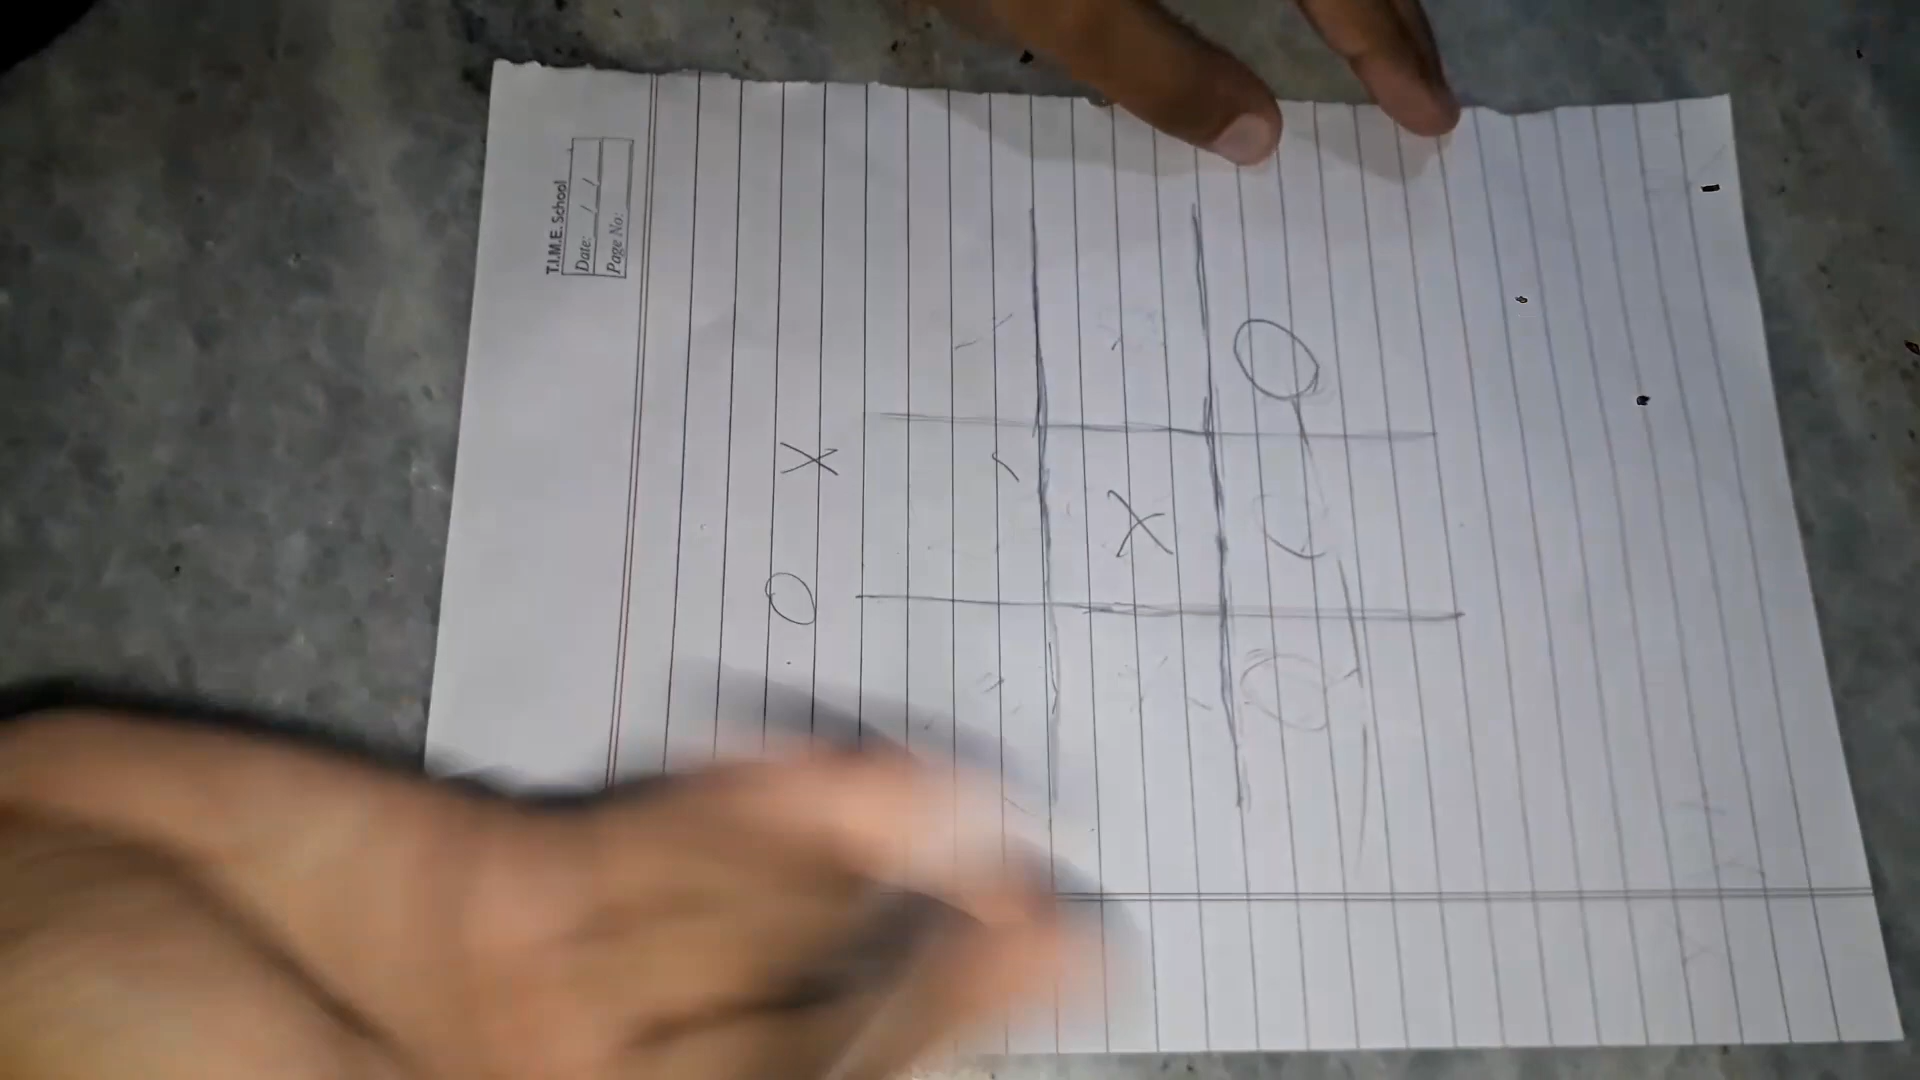 T.I.M.E. School
Date: / /
Page No:
X
O
O
X